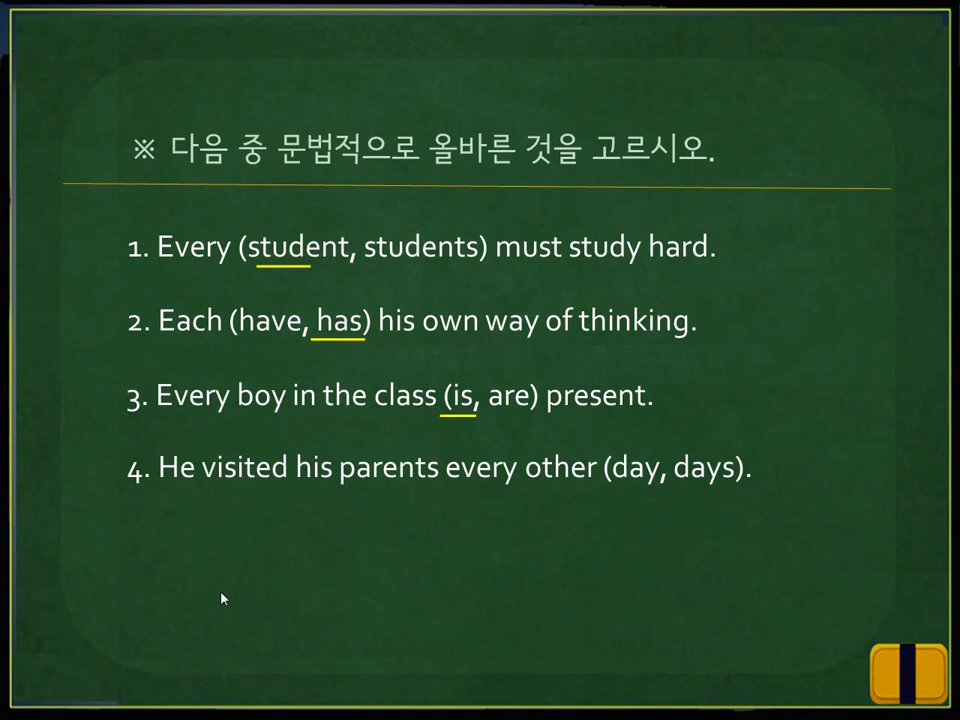 ※ 다음 중 문법적으로 올바른 것을 고르시오.
1. Every (student, students) must study hard.
2. Each (have, has) his own way of thinking.
3. Every boy in the class (is, are) present.
4. He visited his parents every other (day, days).